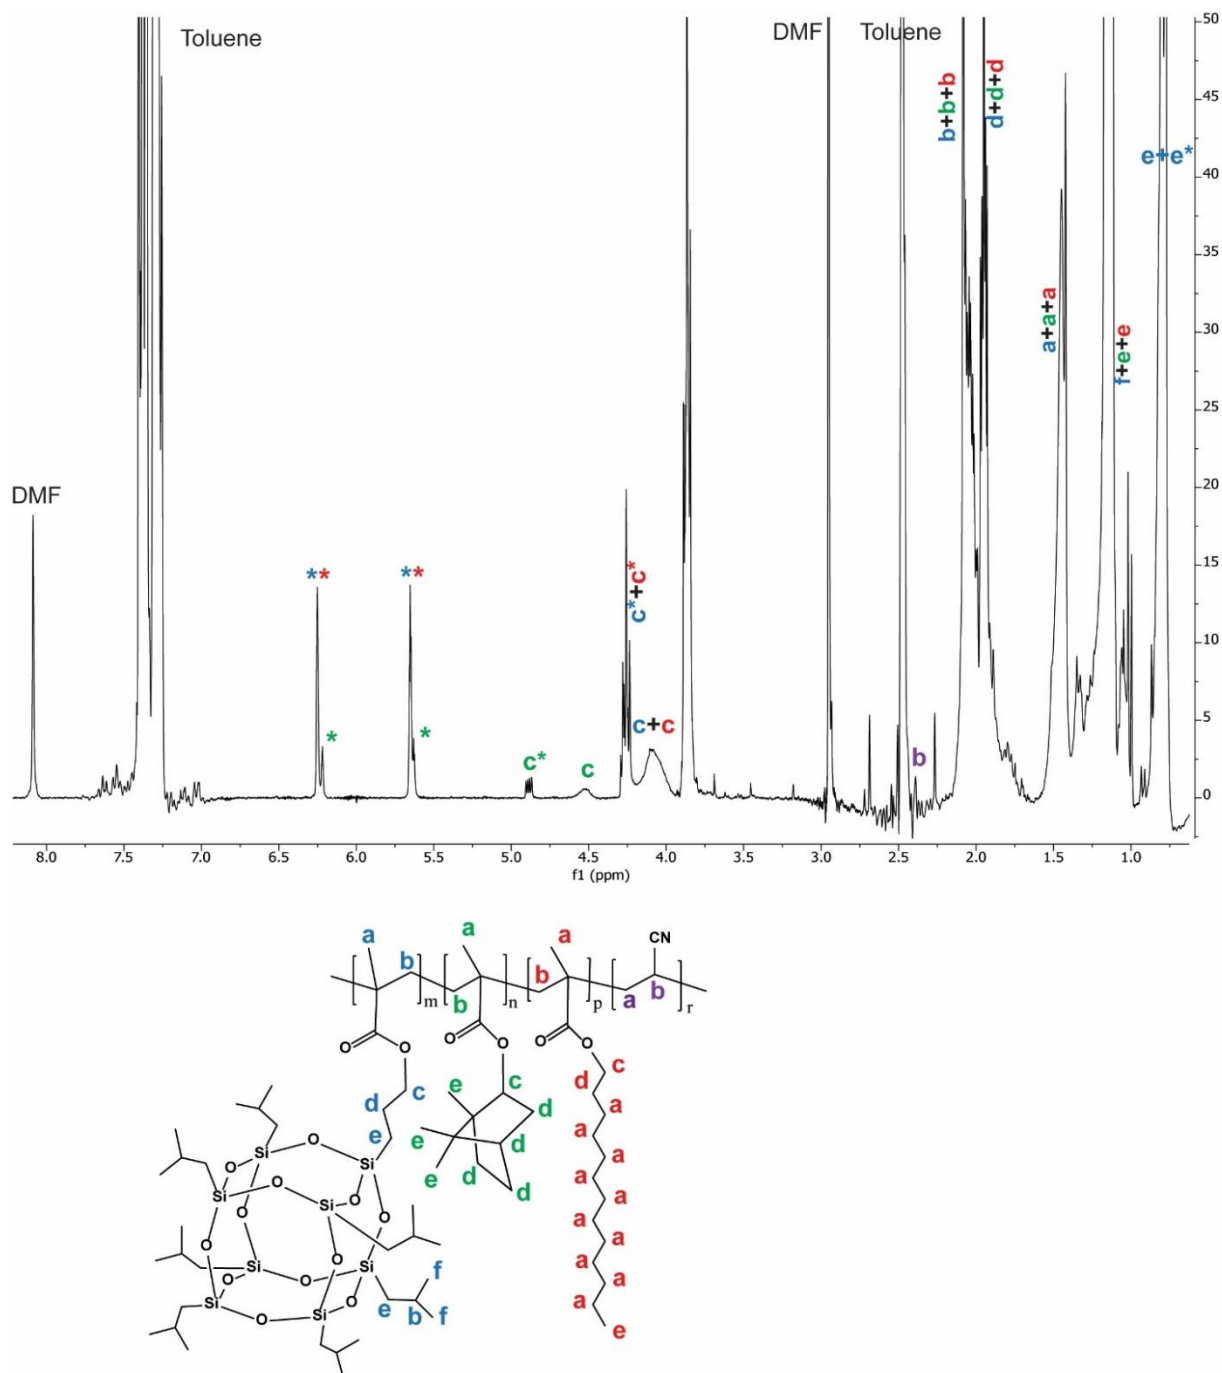 Toluene
DMF
Toluene
50
45
40
35
30
25
20
15
10
5
0
b+b+b
d+d+d
e+e*
a+a+a
f+e+e
DMF
**
*
**
*
c*
c
c*+c*
c+c
b
8.0 7.5 7.0 6.5 6.0 5.5 5.0 4.5 4.0 3.5 3.0 2.5 2.0 1.5 1.0
f1 (ppm)
a a a CN
b m b n b p a b r
O O O O O O
c c d c
d e d a
e e d a a
e d d a a
a a
a a
a a
a e
Si O Si O Si O Si O Si O
O O O O
Si O Si O
Si O Si
f
e b f